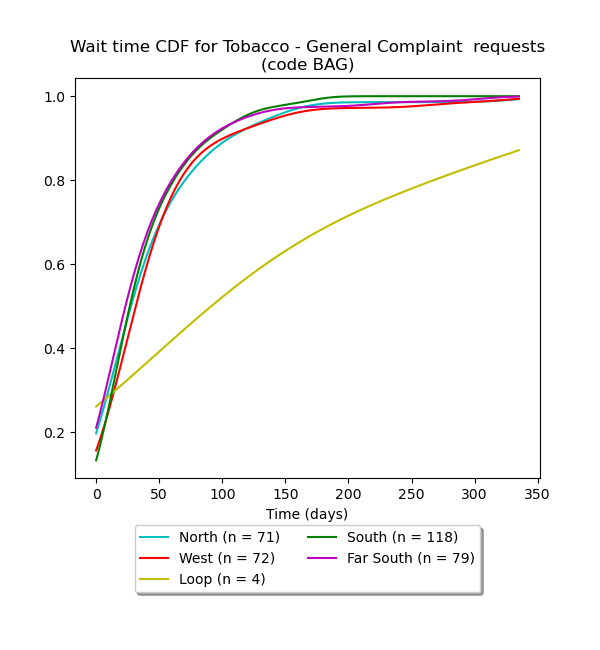 Wait time CDF for Tobacco - General Complaint  requests
(code BAG)
1.0
0.8
0.6
0.4
0.2
0 50 100 150 200 250 300 350
Time (days)
North (n = 71) South (n = 118)
West (n = 72) Far South (n = 79)
Loop (n = 4)